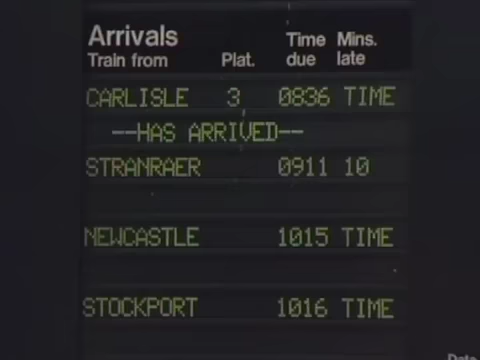 Arrivals Time Mins.
Train from Plat. due late
CARLISLE 3 0836 TIME
--HAS ARRIVED--
STRANRAER 0911 10
NEWCASTLE 1015 TIME
STOCKPORT 1016 TIME